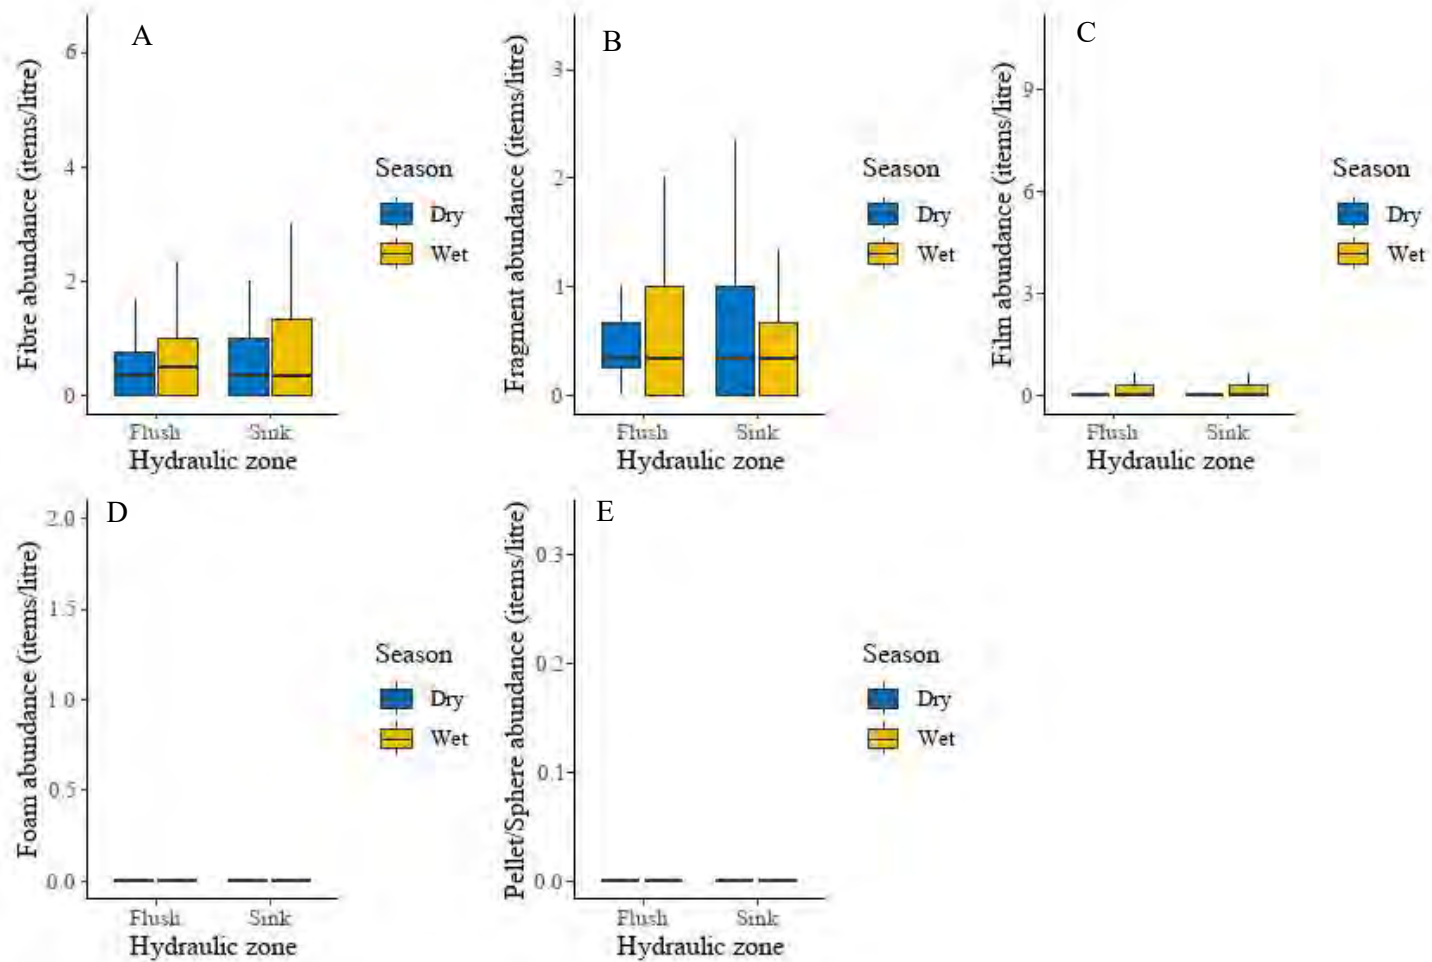 A
Fibre abundance (items/litre)
6
4
2
0
Flush
Sink
Hydraulic zone
Season
Dry
Wet
B
Fragment abundance (items/litre)
3
2
1
0
Flush
Sink
Hydraulic zone
Season
Dry
Wet
C
Film abundance (items/litre)
9
6
3
0
Flush
Sink
Hydraulic zone
Season
Dry
Wet
D
Foam abundance (items/litre)
2.0
1.5
1.0
0.5
0.0
Flush
Sink
Hydraulic zone
Season
Dry
Wet
E
Pellet/Sphere abundance (items/litre)
0.3
0.2
0.1
0.0
Flush
Sink
Hydraulic zone
Season
Dry
Wet